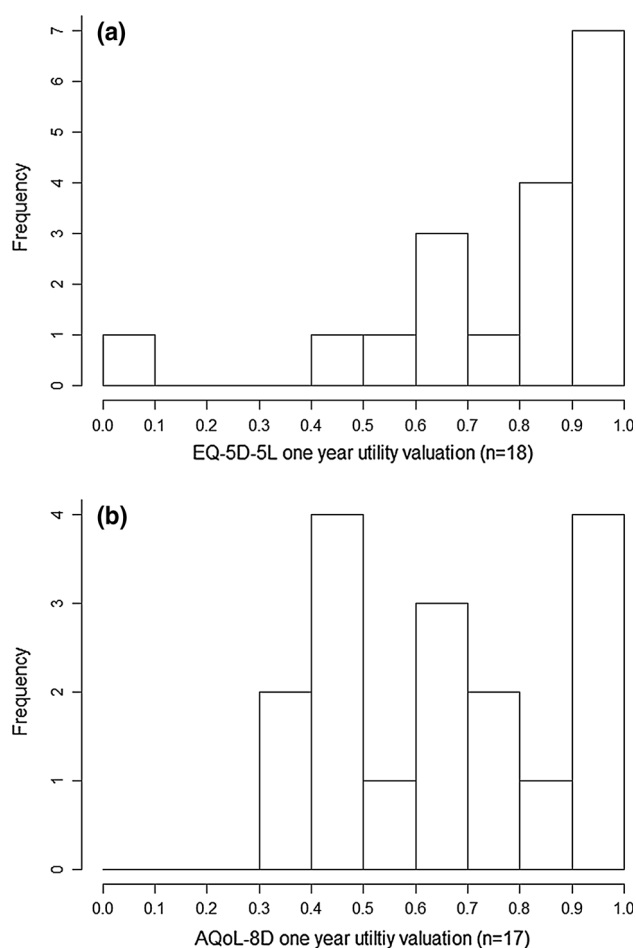 (a)
Frequency
7
6
5
4
3
2
1
0
0.0 0.1 0.2 0.3 0.4 0.5 0.6 0.7 0.8 0.9 1.0
EQ-5D-5L one year utility valuation (n=18)
(b)
Frequency
4
3
2
1
0
0.0 0.1 0.2 0.3 0.4 0.5 0.6 0.7 0.8 0.9 1.0
AQoL-8D one year utiltiy valuation (n=17)